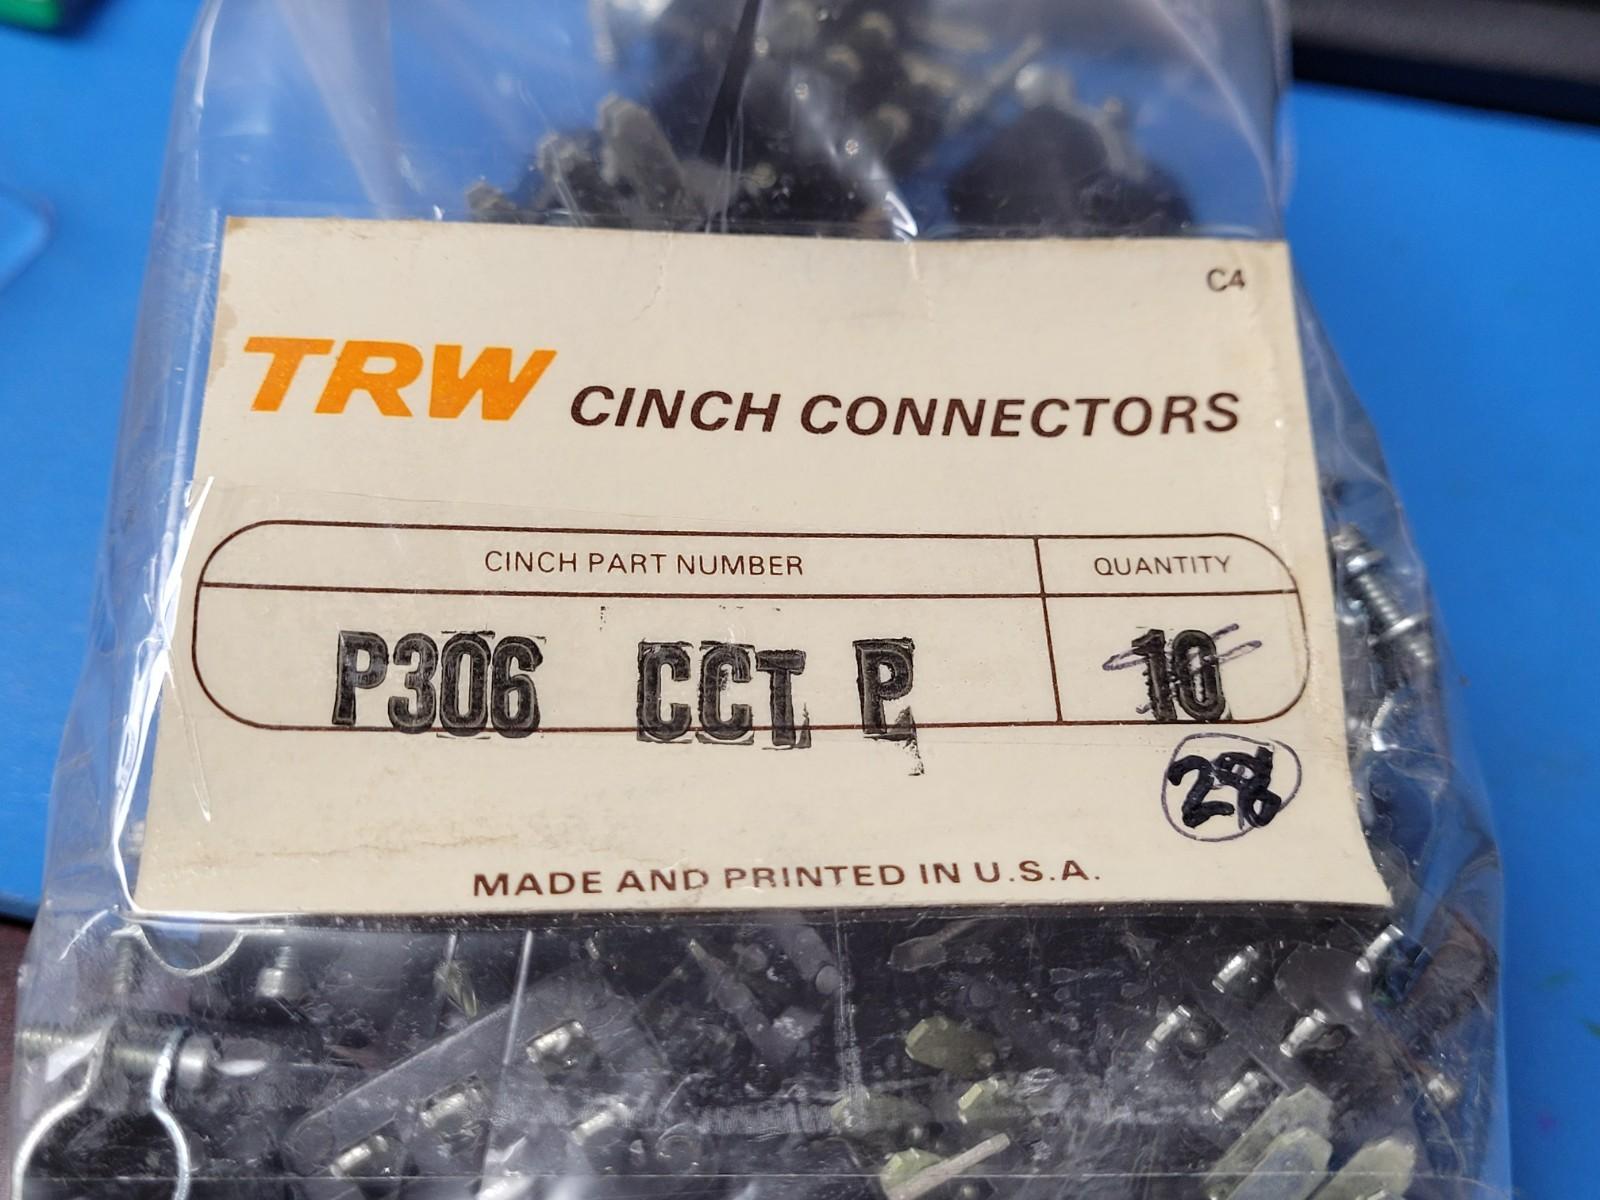 C4
TRW CINCH CONNECTORS
CINCH PART NUMBER QUANTITY
P306 CCT P 10
28
MADE AND PRINTED IN U.S.A.